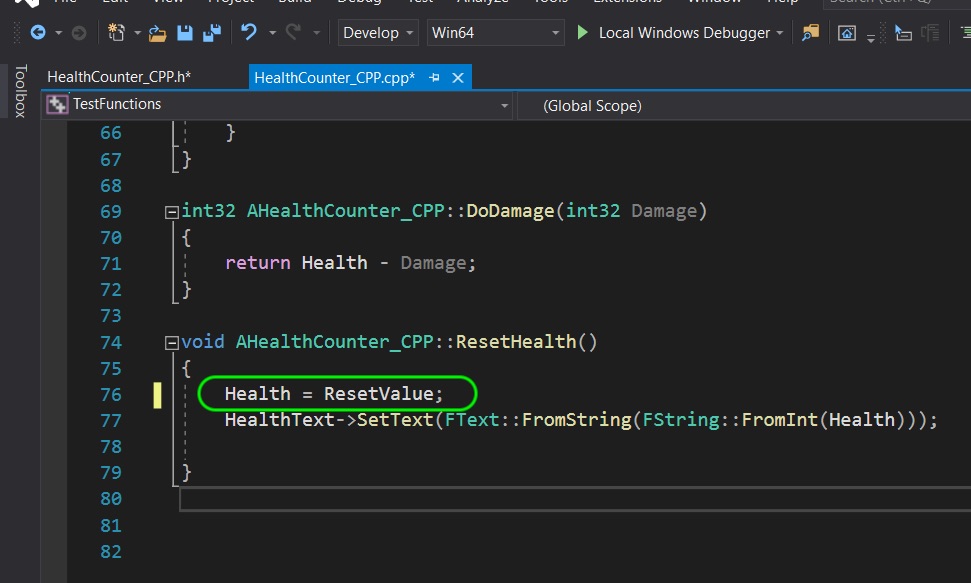 File Edit View Project Build Debug Test Analyze Tools Extensions Window Help Search (Ctrl+Q)
Develop Win64 Local Windows Debugger
Toolbox
HealthCounter_CPP.h* HealthCounter_CPP.cpp*
TestFunctions (Global Scope)
66 }
67 }
68
69 int32 AHealthCounter_CPP::DoDamage(int32 Damage)
70 {
71 return Health - Damage;
72 }
73
74 void AHealthCounter_CPP::ResetHealth()
75 {
76 Health = ResetValue;
77 HealthText->SetText(FText::FromString(FString::FromInt(Health)));
78
79 }
80
81
82